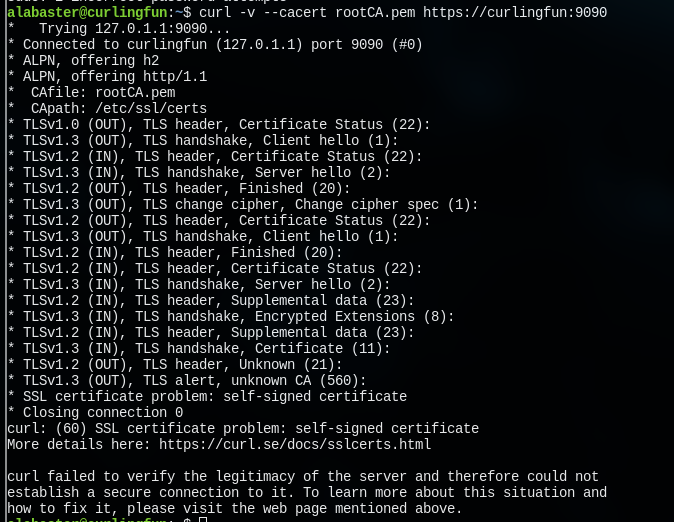 alabaster@curlingfun:~$ curl -v --cacert rootCA.pem https://curlingfun:9090
*   Trying 127.0.1.1:9090...
* Connected to curlingfun (127.0.1.1) port 9090 (#0)
* ALPN, offering h2
* ALPN, offering http/1.1
*  CAfile: rootCA.pem
*  CApath: /etc/ssl/certs
* TLSv1.0 (OUT), TLS header, Certificate Status (22):
* TLSv1.3 (OUT), TLS handshake, Client hello (1):
* TLSv1.2 (IN), TLS header, Certificate Status (22):
* TLSv1.3 (IN), TLS handshake, Server hello (2):
* TLSv1.2 (OUT), TLS header, Finished (20):
* TLSv1.3 (OUT), TLS change cipher, Change cipher spec (1):
* TLSv1.2 (OUT), TLS header, Certificate Status (22):
* TLSv1.3 (OUT), TLS handshake, Client hello (1):
* TLSv1.2 (IN), TLS header, Finished (20):
* TLSv1.2 (IN), TLS header, Certificate Status (22):
* TLSv1.3 (IN), TLS handshake, Server hello (2):
* TLSv1.2 (IN), TLS header, Supplemental data (23):
* TLSv1.3 (IN), TLS handshake, Encrypted Extensions (8):
* TLSv1.2 (IN), TLS header, Supplemental data (23):
* TLSv1.3 (IN), TLS handshake, Certificate (11):
* TLSv1.2 (OUT), TLS header, Unknown (21):
* TLSv1.3 (OUT), TLS alert, unknown CA (560):
* SSL certificate problem: self-signed certificate
* Closing connection 0
curl: (60) SSL certificate problem: self-signed certificate
More details here: https://curl.se/docs/sslcerts.html
curl failed to verify the legitimacy of the server and therefore could not
establish a secure connection to it. To learn more about this situation and
how to fix it, please visit the web page mentioned above.
alabaster@curlingfun:~$